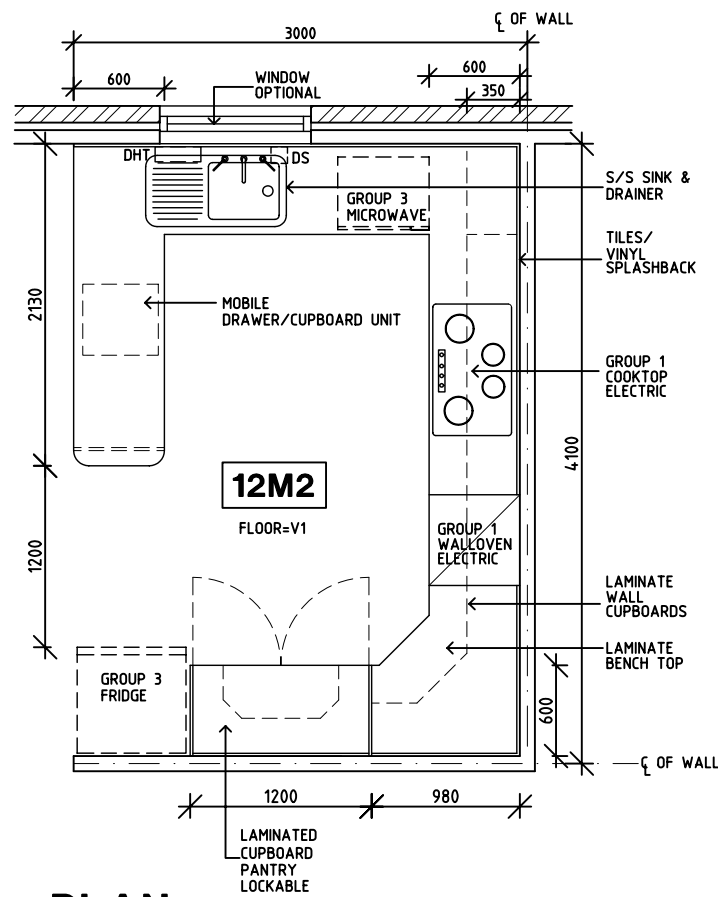 ℄ OF WALL
3000
600
WINDOW
OPTIONAL
600
350
DHT
DS
S/S SINK &
DRAINER
GROUP 3
MICROWAVE
TILES/
VINYL
SPLASHBACK
2130
MOBILE
DRAWER/CUPBOARD UNIT
GROUP 1
COOKTOP
ELECTRIC
4100
12M2
FLOOR=V1
GROUP 1
WALLOVEN
ELECTRIC
1200
LAMINATE
WALL
CUPBOARDS
LAMINATE
BENCH TOP
GROUP 3
FRIDGE
600
℄ OF WALL
1200
980
LAMINATED
CUPBOARD
PANTRY
LOCKABLE
PLAN